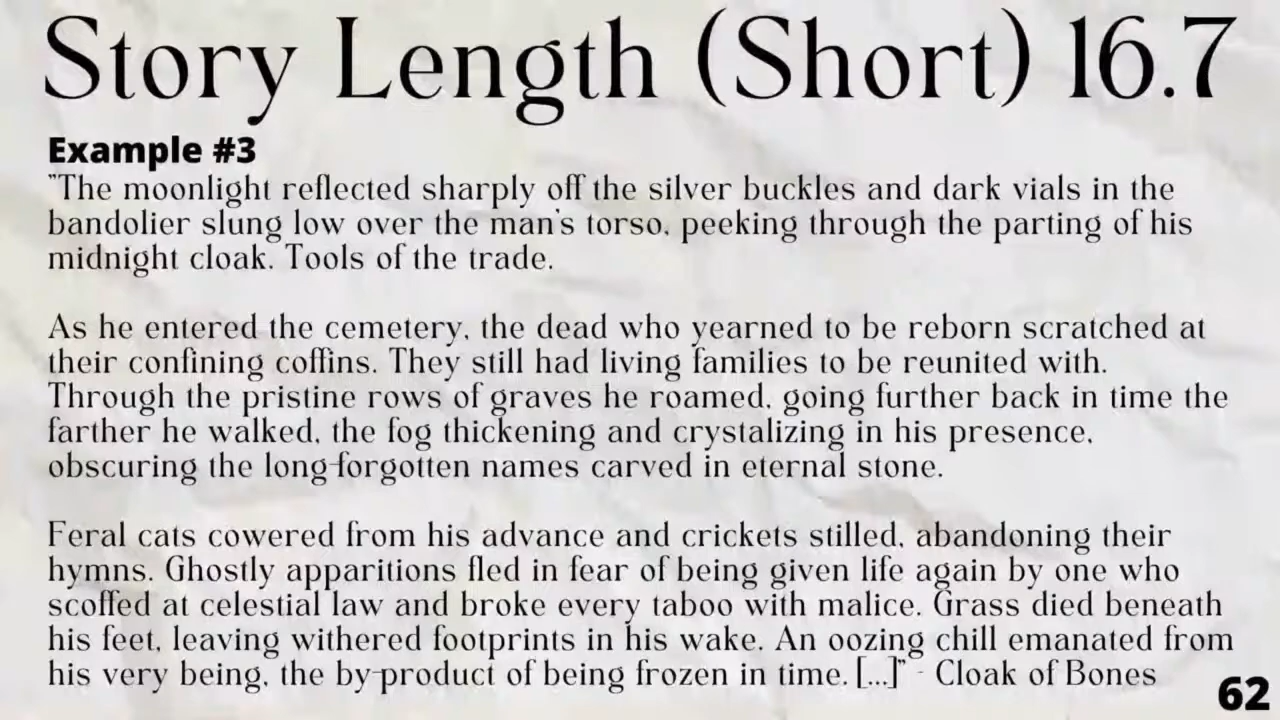 Story Length (Short) 16.7
Example #3
"The moonlight reflected sharply off the silver buckles and dark vials in the
bandolier slung low over the man's torso, peeking through the parting of his
midnight cloak. Tools of the trade.
As he entered the cemetery, the dead who yearned to be reborn scratched at
their confining coffins. They still had living families to be reunited with.
Through the pristine rows of graves he roamed, going further back in time the
farther he walked, the fog thickening and crystalizing in his presence,
obscuring the long-forgotten names carved in eternal stone.
Feral cats cowered from his advance and crickets stilled, abandoning their
hymns. Ghostly apparitions fled in fear of being given life again by one who
scoffed at celestial law and broke every taboo with malice. Grass died beneath
his feet, leaving withered footprints in his wake. An oozing chill emanated from
his very being, the by-product of being frozen in time. [...]" - Cloak of Bones
62